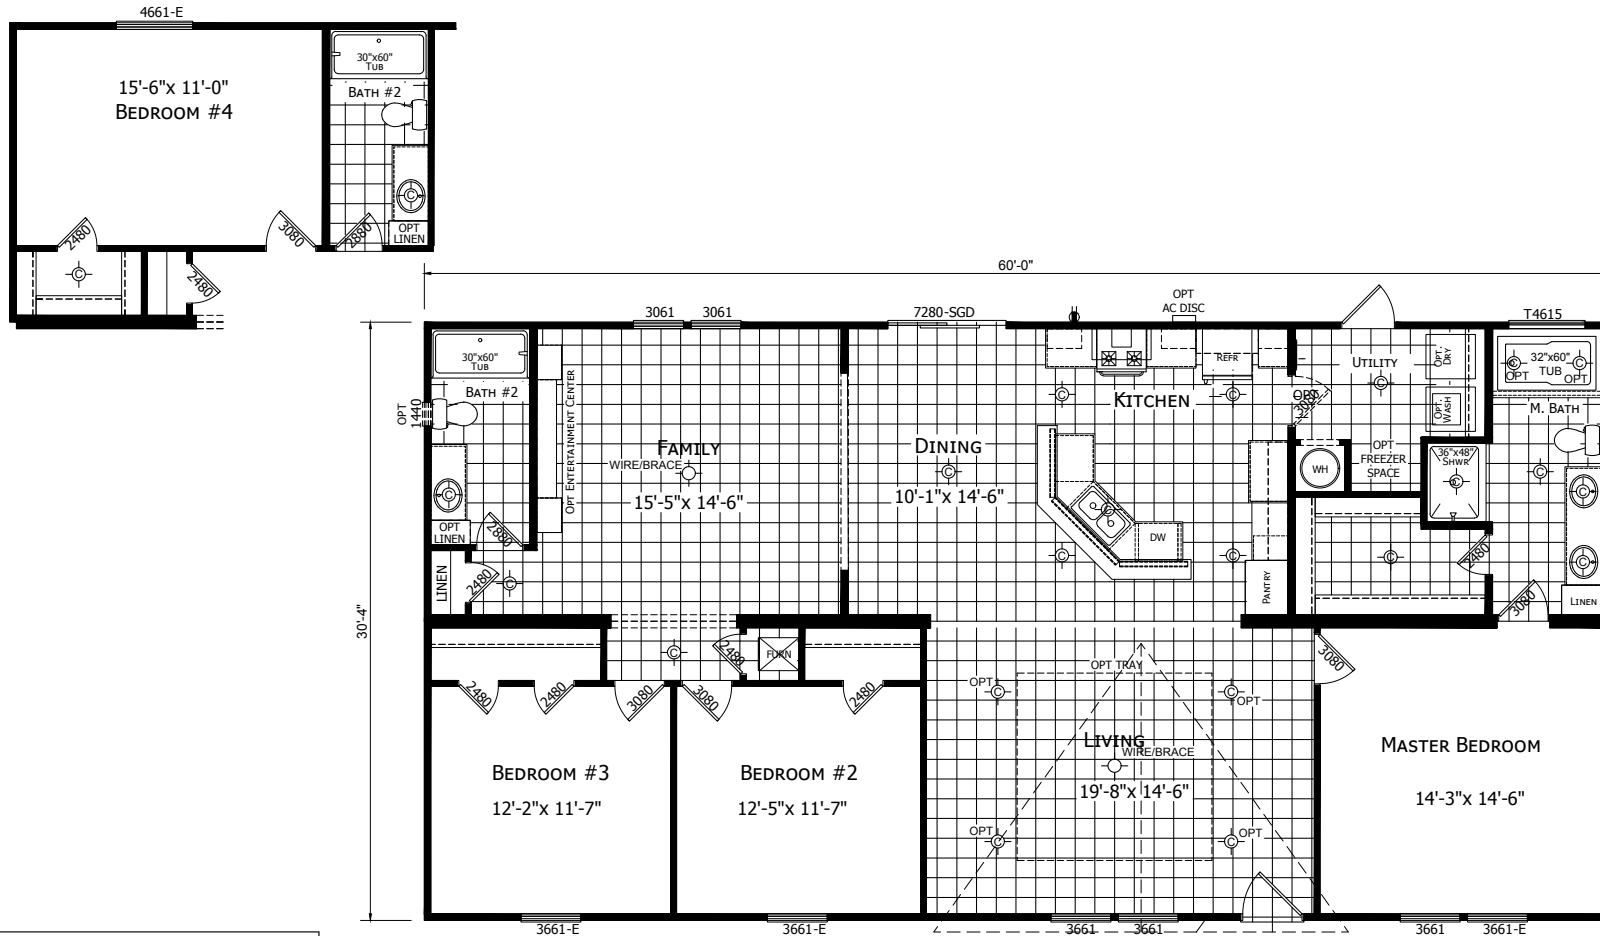 4661-E
15'-6"x 11'-0"
BEDROOM #4
30"x60"
TUB
BATH #2
2480
3080
2880
OPT
LINEN
2480
60'-0"
30'-4"
3061
3061
7280-SGD
OPT
AC DISC
T4615
30"x60"
TUB
BATH #2
OPT
1440
OPT
LINEN
2880
LINEN
2480
OPT ENTERTAINMENT CENTER
FAMILY
WIRE/BRACE
15'-5"x 14'-6"
DINING
10'-1"x 14'-6"
KITCHEN
REFR
DW
PANTRY
OPT
3080
UTILITY
OPT.
DRY
OPT.
WASH
WH
OPT
FREEZER
SPACE
36"x48"
SHWR
32"x60"
TUB
OPT
OPT
M. BATH
2480
3080
LINEN
2480
FURN
2480
2480
3080
3080
2480
BEDROOM #3
12'-2"x 11'-7"
BEDROOM #2
12'-5"x 11'-7"
OPT TRAY
OPT
OPT
LIVING
WIRE/BRACE
19'-8"x 14'-6"
OPT
OPT
3080
MASTER BEDROOM
14'-3"x 14'-6"
3661-E
3661-E
3661
3661
3661
3661-E